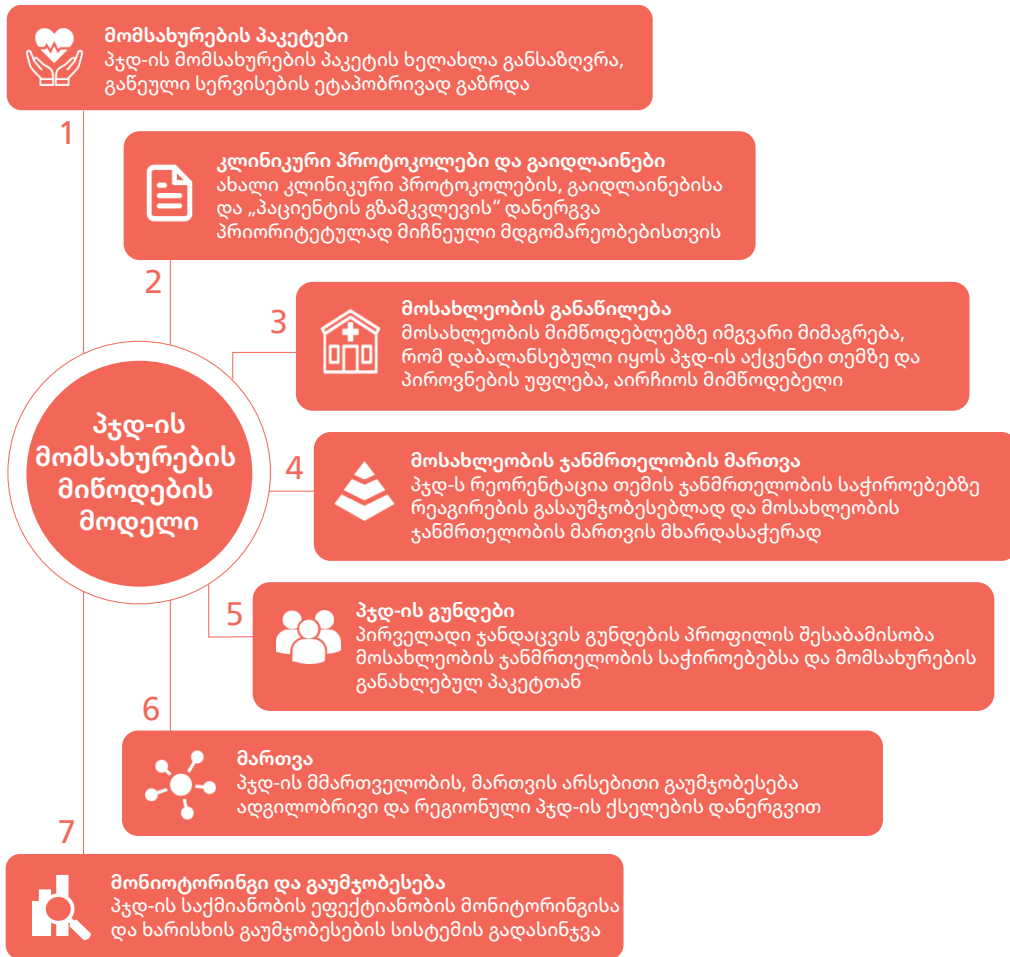 მომსახურების პაკეტები
პჯდ-ის მომსახურების პაკეტის ხელახლა განსაზღვრა,
გაწეული სერვისების ეტაპობრივად გაზრდა
1
კლინიკური პროტოკოლები და გაიდლაინები
ახალი კლინიკური პროტოკოლების, გაიდლაინებისა
და „პაციენტის გზამკვლევის“ დანერგვა
პრიორიტეტულად მიჩნეული მდგომარეობებისთვის
2
3
მოსახლეობის განაწილება
მოსახლეობის მიმწოდებლებზე იმგვარი მიმაგრება,
რომ დაბალანსებული იყოს პჯდ-ის აქცენტი თემზე და
პიროვნების უფლება, აირჩიოს მიმწოდებელი
პჯდ-ის
მომსახურების
მიწოდების
მოდელი
4
მოსახლეობის ჯანმრთელობის მართვა
პჯდ-ს რეორენტაცია თემის ჯანმრთელობის საჭიროებებზე
რეაგირების გასაუმჯობესებლად და მოსახლეობის
ჯანმრთელობის მართვის მხარდასაჭერად
5
პჯდ-ის გუნდები
პირველადი ჯანდაცვის გუნდების პროფილის შესაბამისობა
მოსახლეობის ჯანმრთელობის საჭიროებებსა და მომსახურების
განახლებულ პაკეტთან
6
მართვა
პჯდ-ის მმართველობის, მართვის არსებითი გაუმჯობესება
ადგილობრივი და რეგიონული პჯდ-ის ქსელების დანერგვით
7
მონიოტორინგი და გაუმჯობესება
პჯდ-ის საქმიანობის ეფექტიანობის მონიტორინგისა
და ხარისხის გაუმჯობესების სისტემის გადასინჯვა